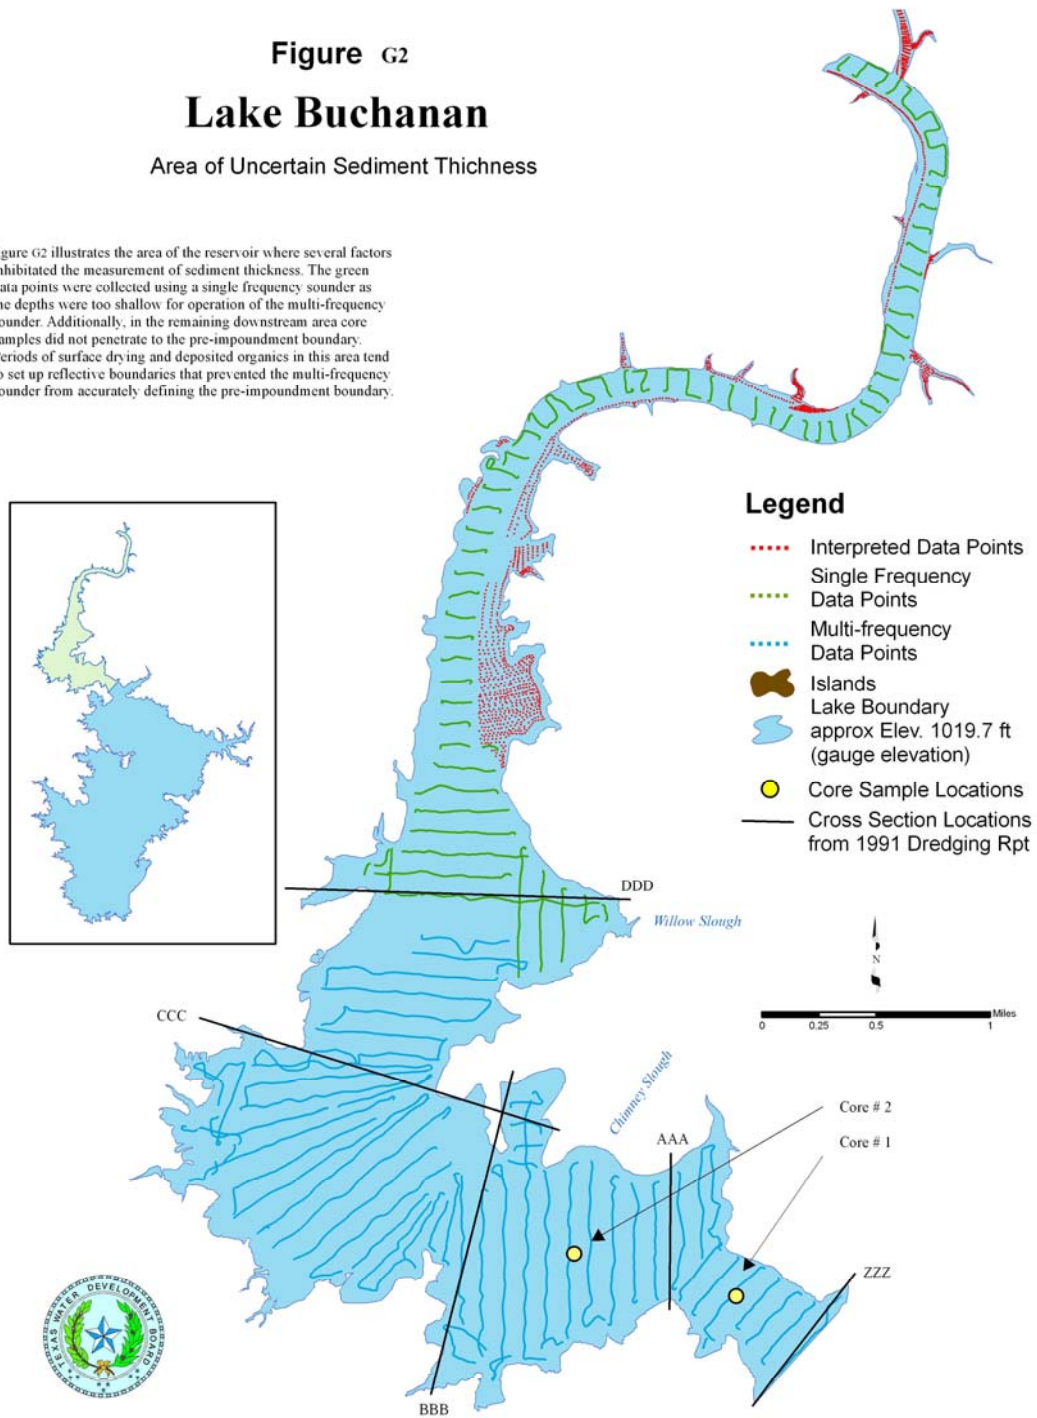 Figure G2
Lake Buchanan
Area of Uncertain Sediment Thichness
gure G2 illustrates the area of the reservoir where several factors
nhibitated the measurement of sediment thickness. The green
ata points were collected using a single frequency sounder as
ne depths were too shallow for operation of the multi-frequency
ounder. Additionally, in the remaining downstream area core
amples did not penetrate to the pre-impoundment boundary.
eriods of surface drying and deposited organics in this area tend
o set up reflective boundaries that prevented the multi-frequency
ounder from accurately defining the pre-impoundment boundary.
Legend
Interpreted Data Points
Single Frequency
Data Points
Multi-frequency
Data Points
Islands
Lake Boundary
approx Elev. 1019.7 ft
(gauge elevation)
Core Sample Locations
Cross Section Locations
from 1991 Dredging Rpt
DDD
Willow Slough
N
Miles
0 0.25 0.5 1
CCC
Chimney Slough
Core # 2
AAA
Core # 1
ZZZ
BBB
TEXAS WATER DEVELOPMENT BOARD